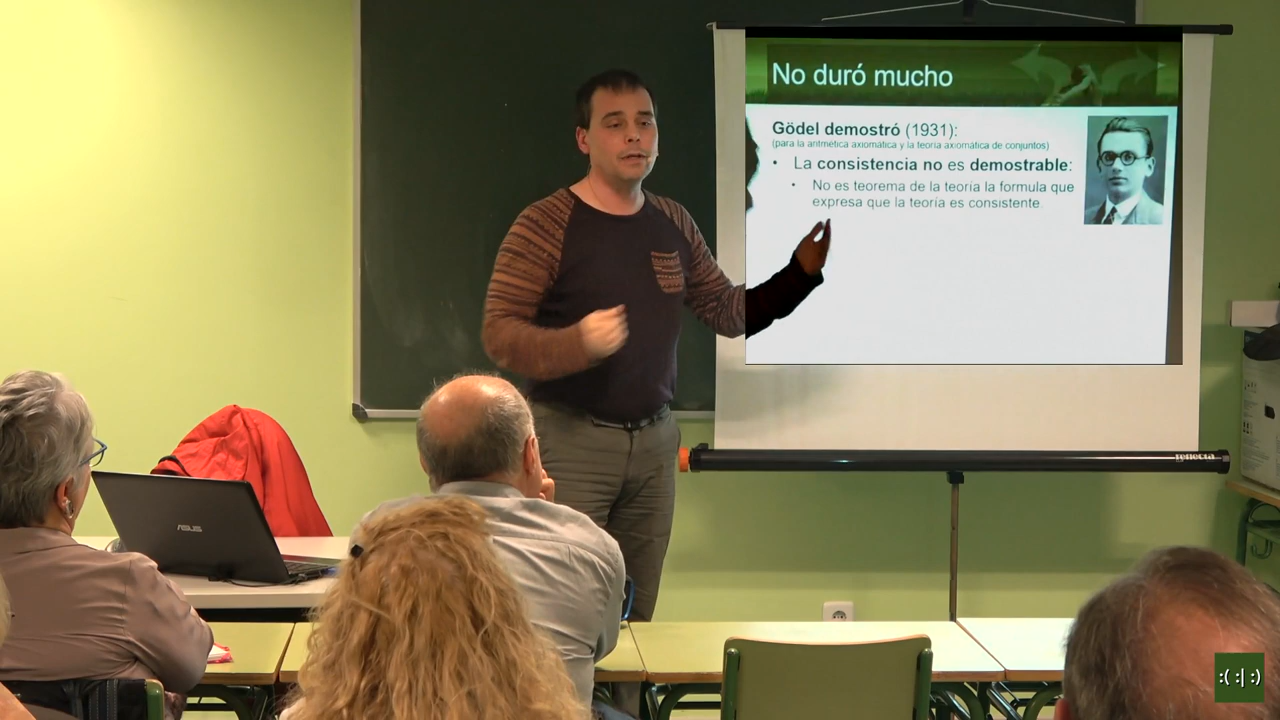 No duró mucho
Gödel demostró (1931):
(para la aritmética axiomática y la teoría axiomática de conjuntos)
• La consistencia no es demostrable:
• No es teorema de la teoría la formula que
expresa que la teoría es consistente.
reflecta
ASUS
:( :| :)